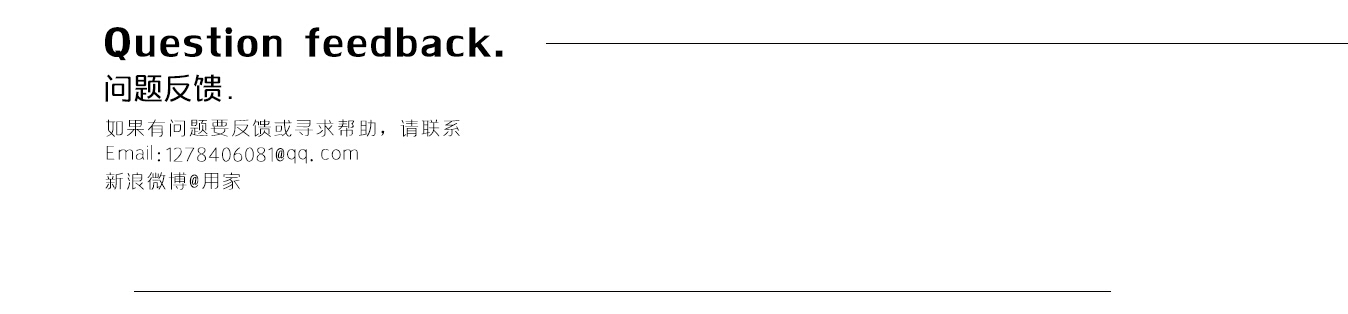 Question feedback.
问题反馈.
如果有问题要反馈或寻求帮助，请联系
Email:1278406081@qq.com
新浪微博@用家